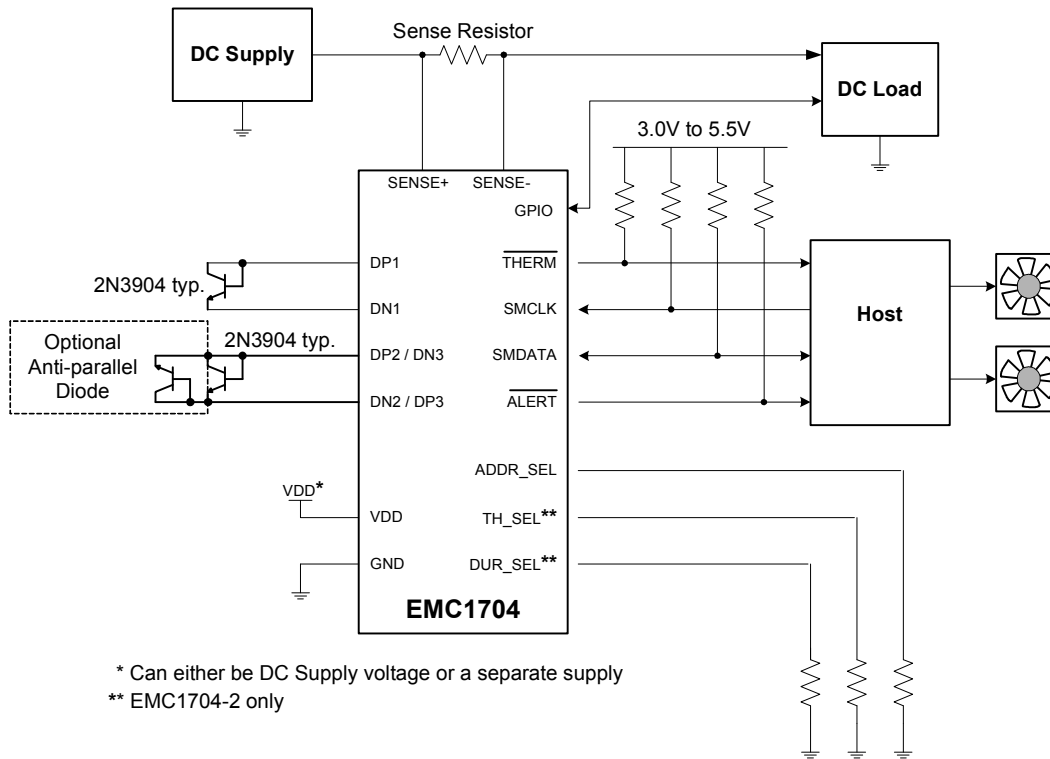 DC Supply
Sense Resistor
DC Load
3.0V to 5.5V
SENSE+
SENSE-
GPIO
DP1
THERM
2N3904 typ.
DN1
SMCLK
Host
Optional
Anti-parallel
Diode
2N3904 typ.
DP2 / DN3
SMDATA
DN2 / DP3
ALERT
ADDR_SEL
VDD*
VDD
TH_SEL**
GND
DUR_SEL**
EMC1704
* Can either be DC Supply voltage or a separate supply
** EMC1704-2 only